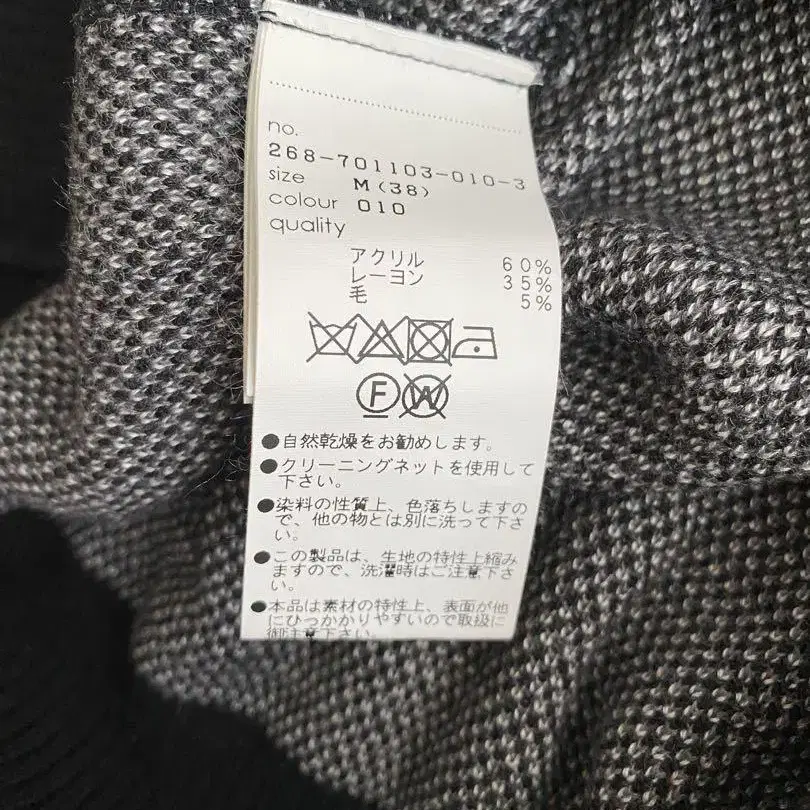 no.
268-701103-010-3
size M(38)
colour 010
quality
アクリル 60%
レーヨン 35%
毛 5%
F W
●自然乾燥をお勧めします。
●クリーニングネットを使用して
下さい。
●染料の性質上、色落ちしますの
で、他の物とは別に洗って下さ
い。
●この製品は、生地の特性上縮み
ますので、洗濯時はご注意下さ
い。
●本品は素材の特性上、表面が他
にひっかかりやすいので取扱に
御注意下さい。